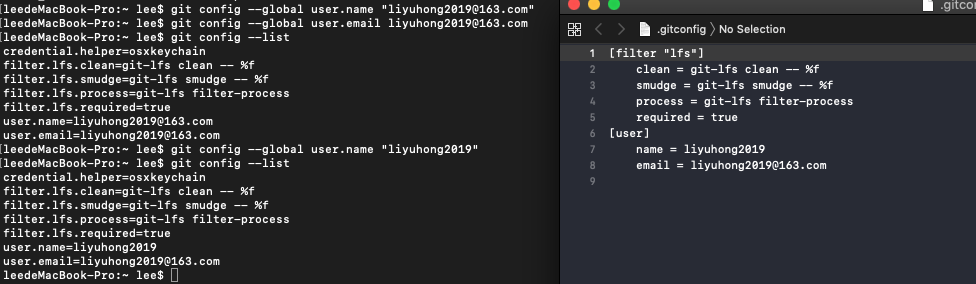 [leedeMacBook-Pro:~ lee$ git config --global user.name "liyuhong2019@163.com"
[leedeMacBook-Pro:~ lee$ git config --global user.email liyuhong2019@163.com
[leedeMacBook-Pro:~ lee$ git config --list
credential.helper=osxkeychain
filter.lfs.clean=git-lfs clean -- %f
filter.lfs.smudge=git-lfs smudge -- %f
filter.lfs.process=git-lfs filter-process
filter.lfs.required=true
user.name=liyuhong2019@163.com
user.email=liyuhong2019@163.com
[leedeMacBook-Pro:~ lee$ git config --global user.name "liyuhong2019"
[leedeMacBook-Pro:~ lee$ git config --list
credential.helper=osxkeychain
filter.lfs.clean=git-lfs clean -- %f
filter.lfs.smudge=git-lfs smudge -- %f
filter.lfs.process=git-lfs filter-process
filter.lfs.required=true
user.name=liyuhong2019
user.email=liyuhong2019@163.com
leedeMacBook-Pro:~ lee$
.gitcon
.gitconfig > No Selection
1 [filter "lfs"]
2 clean = git-lfs clean -- %f
3 smudge = git-lfs smudge -- %f
4 process = git-lfs filter-process
5 required = true
6 [user]
7 name = liyuhong2019
8 email = liyuhong2019@163.com
9